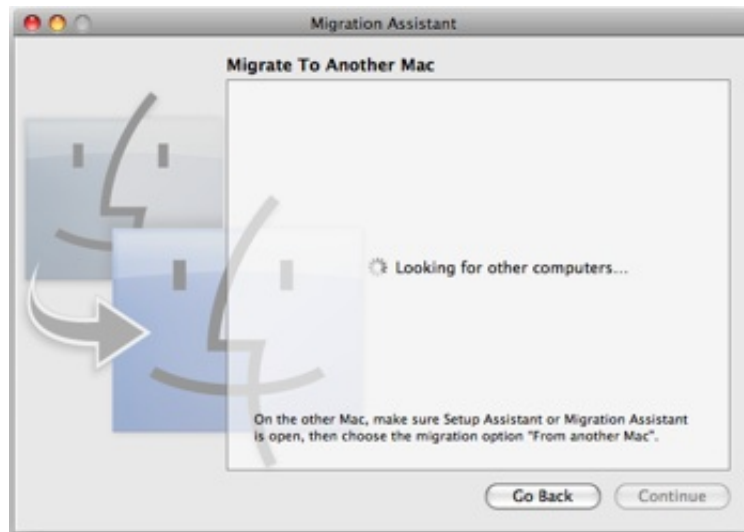 Migration Assistant
Migrate To Another Mac
Looking for other computers...
On the other Mac, make sure Setup Assistant or Migration Assistant
is open, then choose the migration option "From another Mac".
Go Back
Continue